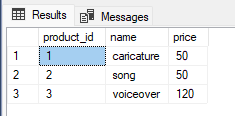 Results Messages
product_id name price
1 1 caricature 50
2 2 song 50
3 3 voiceover 120